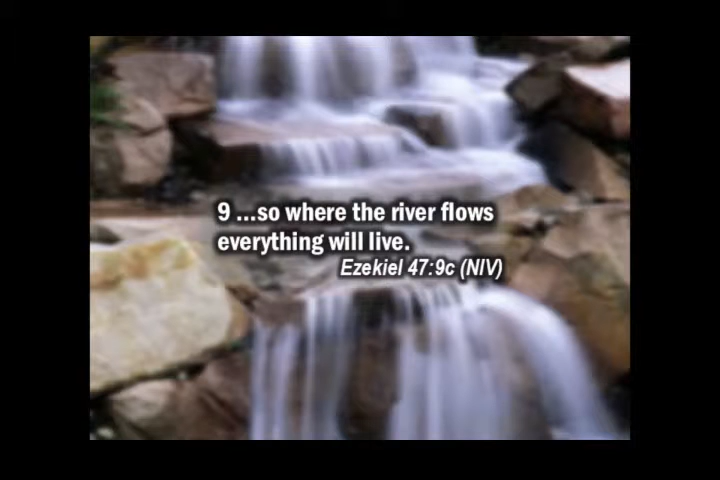 9 ...so where the river flows
everything will live.
Ezekiel 47:9c (NIV)